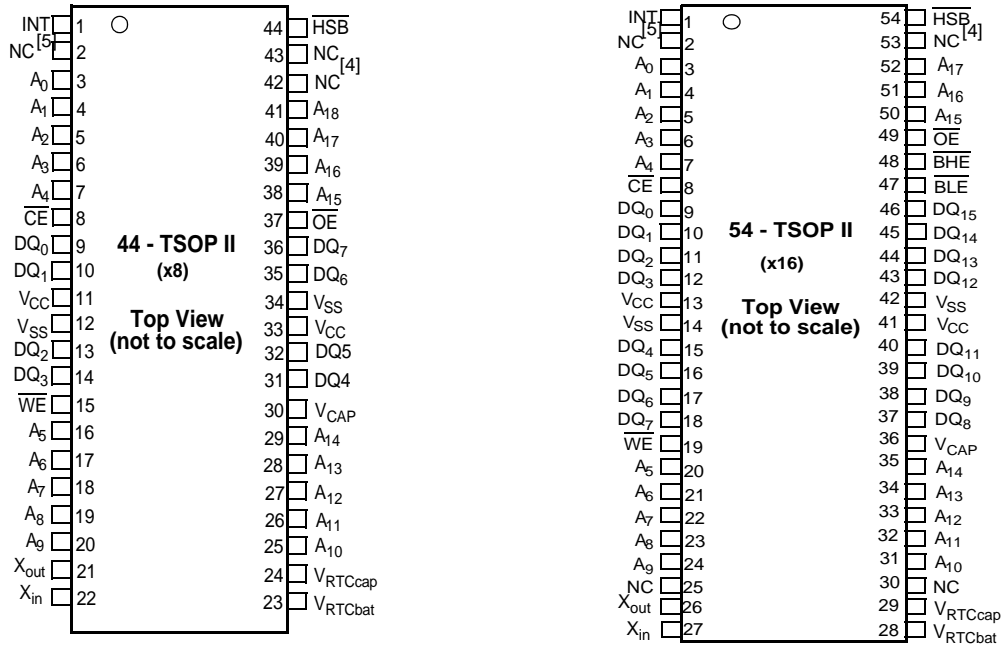 INT 1 44 HSB
NC [5] 2 43 NC
A0 3 42 NC [4]
A1 4 41 A18
A2 5 40 A17
A3 6 39 A16
A4 7 38 A15
CE 8 37 OE
DQ0 9 36 DQ7
DQ1 10 35 DQ6
VCC 11 34 VSS
VSS 12 33 VCC
DQ2 13 32 DQ5
DQ3 14 31 DQ4
WE 15 30 VCAP
A5 16 29 A14
A6 17 28 A13
A7 18 27 A12
A8 19 26 A11
A9 20 25 A10
Xout 21 24 VRTCcap
Xin 22 23 VRTCbat
44 - TSOP II
(x8)
Top View
(not to scale)
INT 1 54 HSB
NC [5] 2 53 NC [4]
A0 3 52 A17
A1 4 51 A16
A2 5 50 A15
A3 6 49 OE
A4 7 48 BHE
CE 8 47 BLE
DQ0 9 46 DQ15
DQ1 10 45 DQ14
DQ2 11 44 DQ13
DQ3 12 43 DQ12
VCC 13 42 VSS
VSS 14 41 VCC
DQ4 15 40 DQ11
DQ5 16 39 DQ10
DQ6 17 38 DQ9
DQ7 18 37 DQ8
WE 19 36 VCAP
A5 20 35 A14
A6 21 34 A13
A7 22 33 A12
A8 23 32 A11
A9 24 31 A10
NC 25 30 NC
Xout 26 29 VRTCcap
Xin 27 28 VRTCbat
54 - TSOP II
(x16)
Top View
(not to scale)